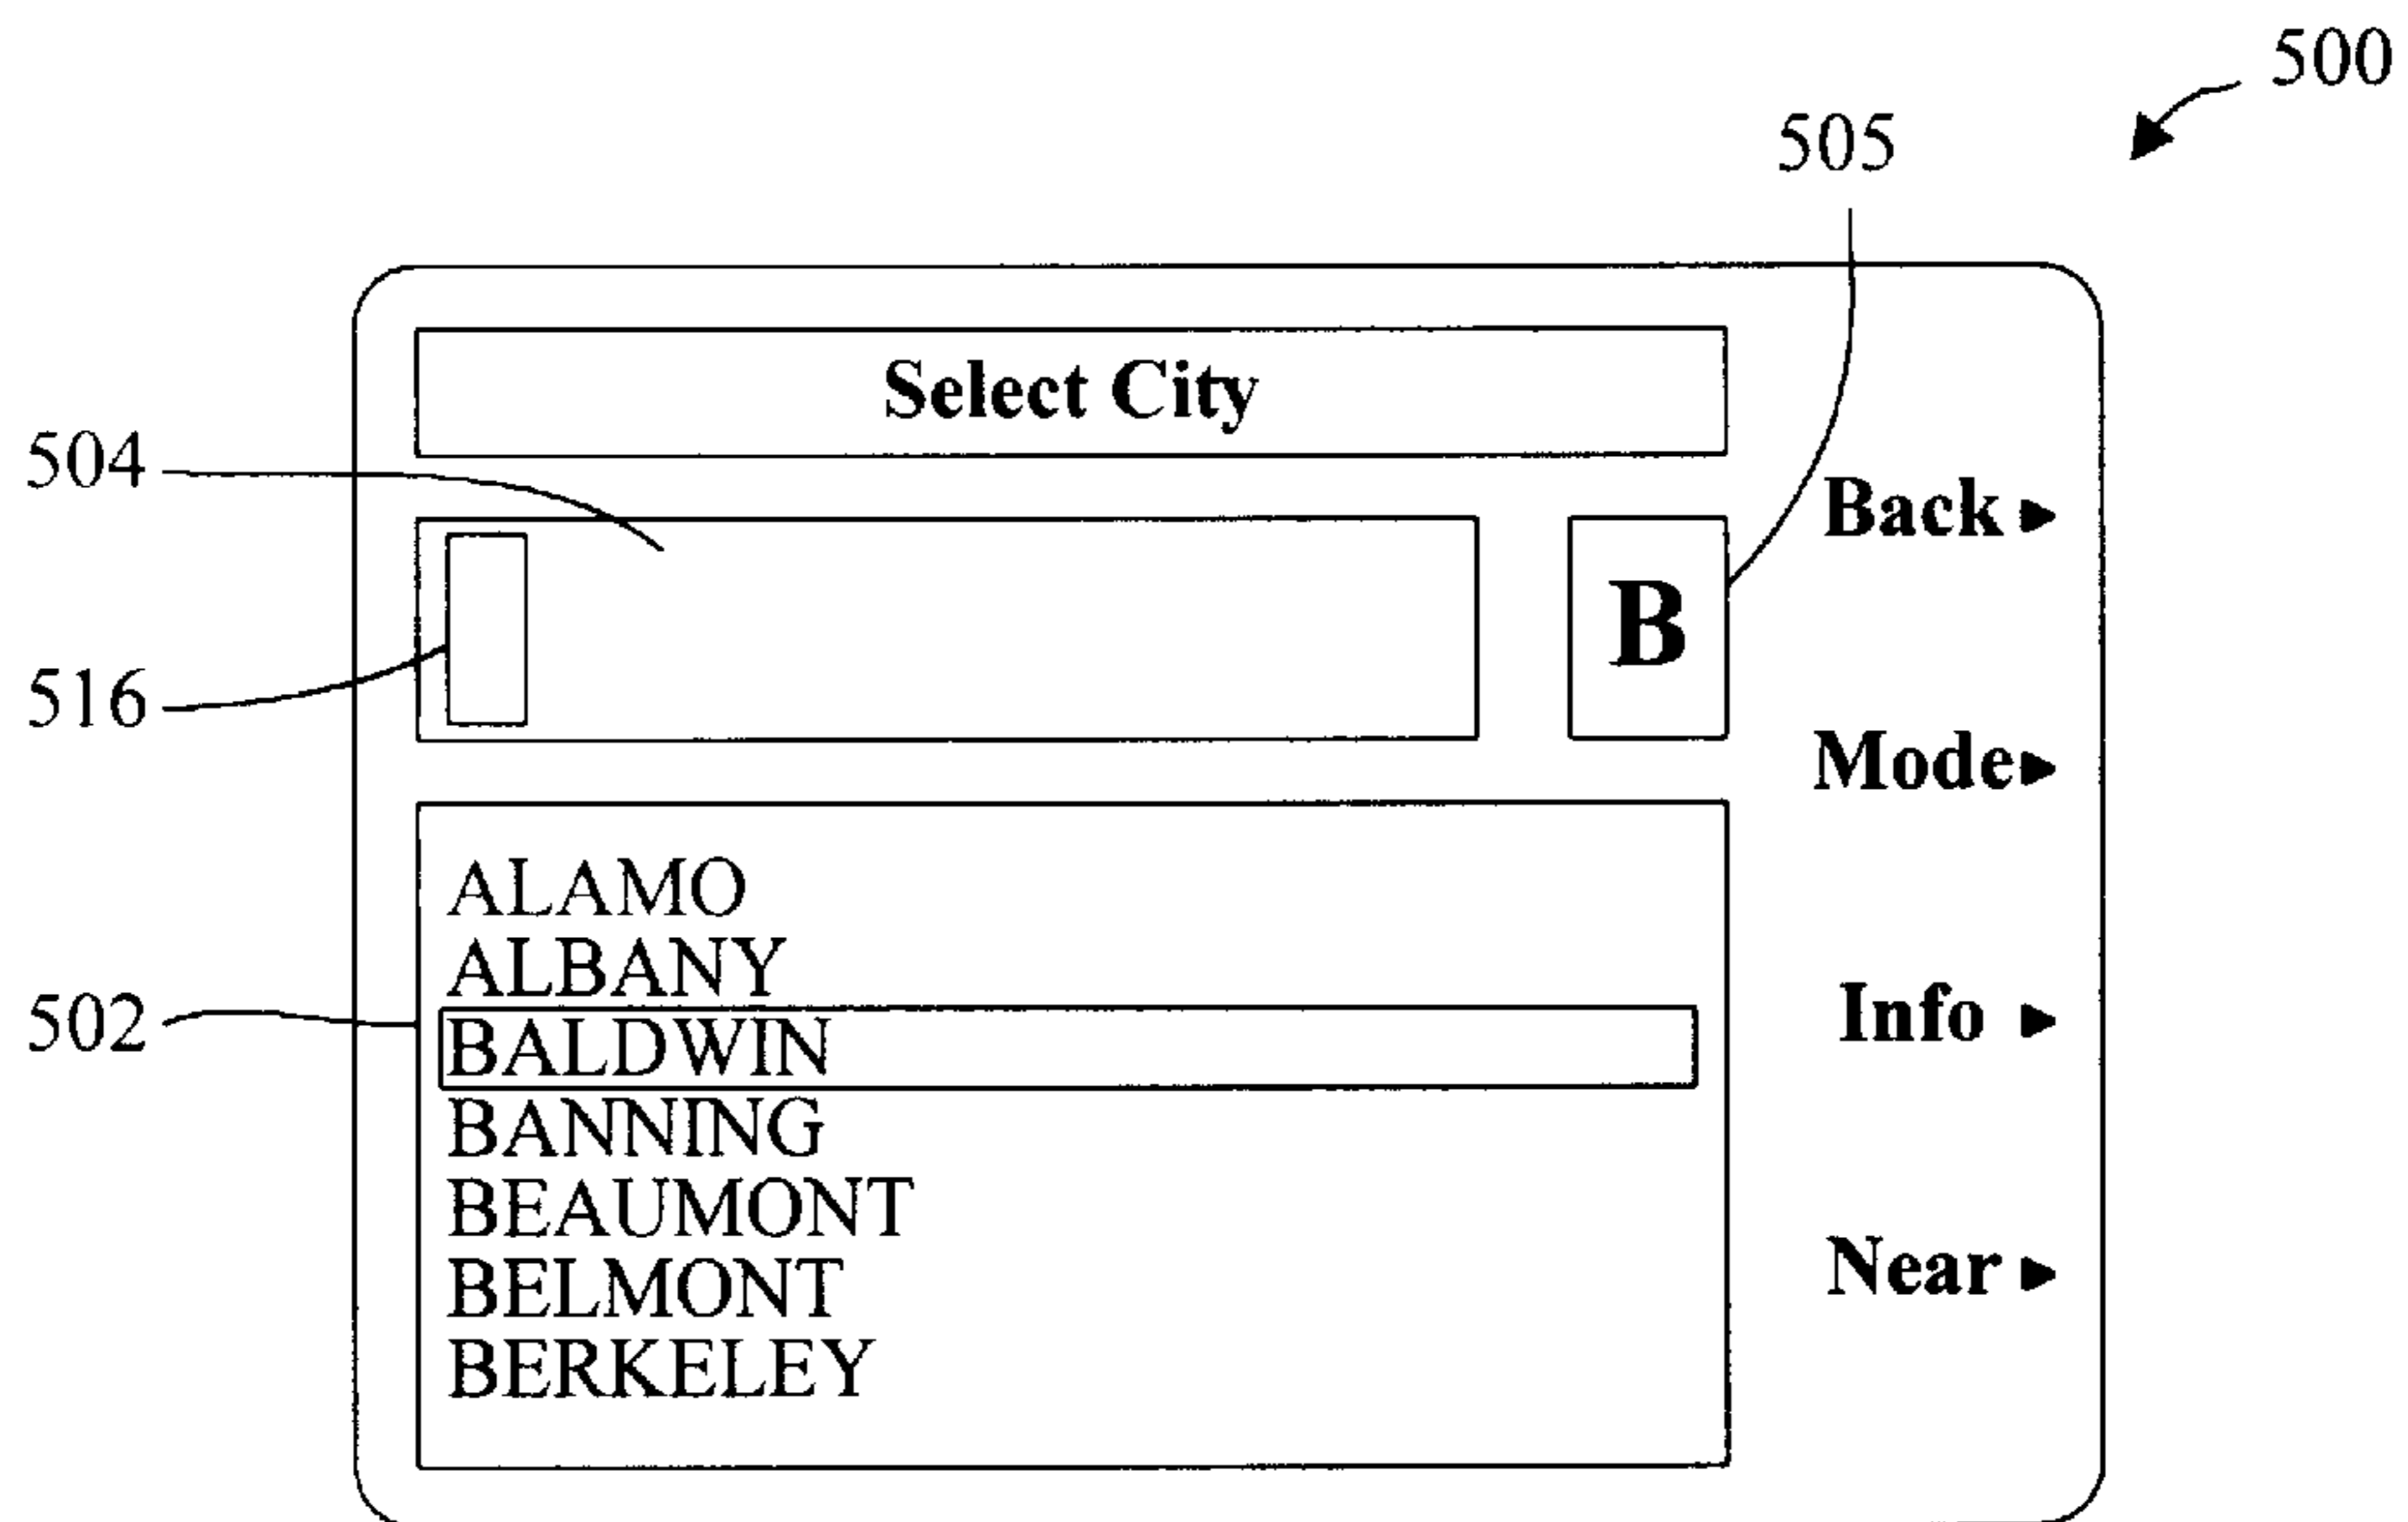 500
505
Select City
504
Back
B
516
Mode
ALAMO
ALBANY
502
BALDWIN
Info
BANNING
BEAUMONT
BELMONT
Near
BERKELEY